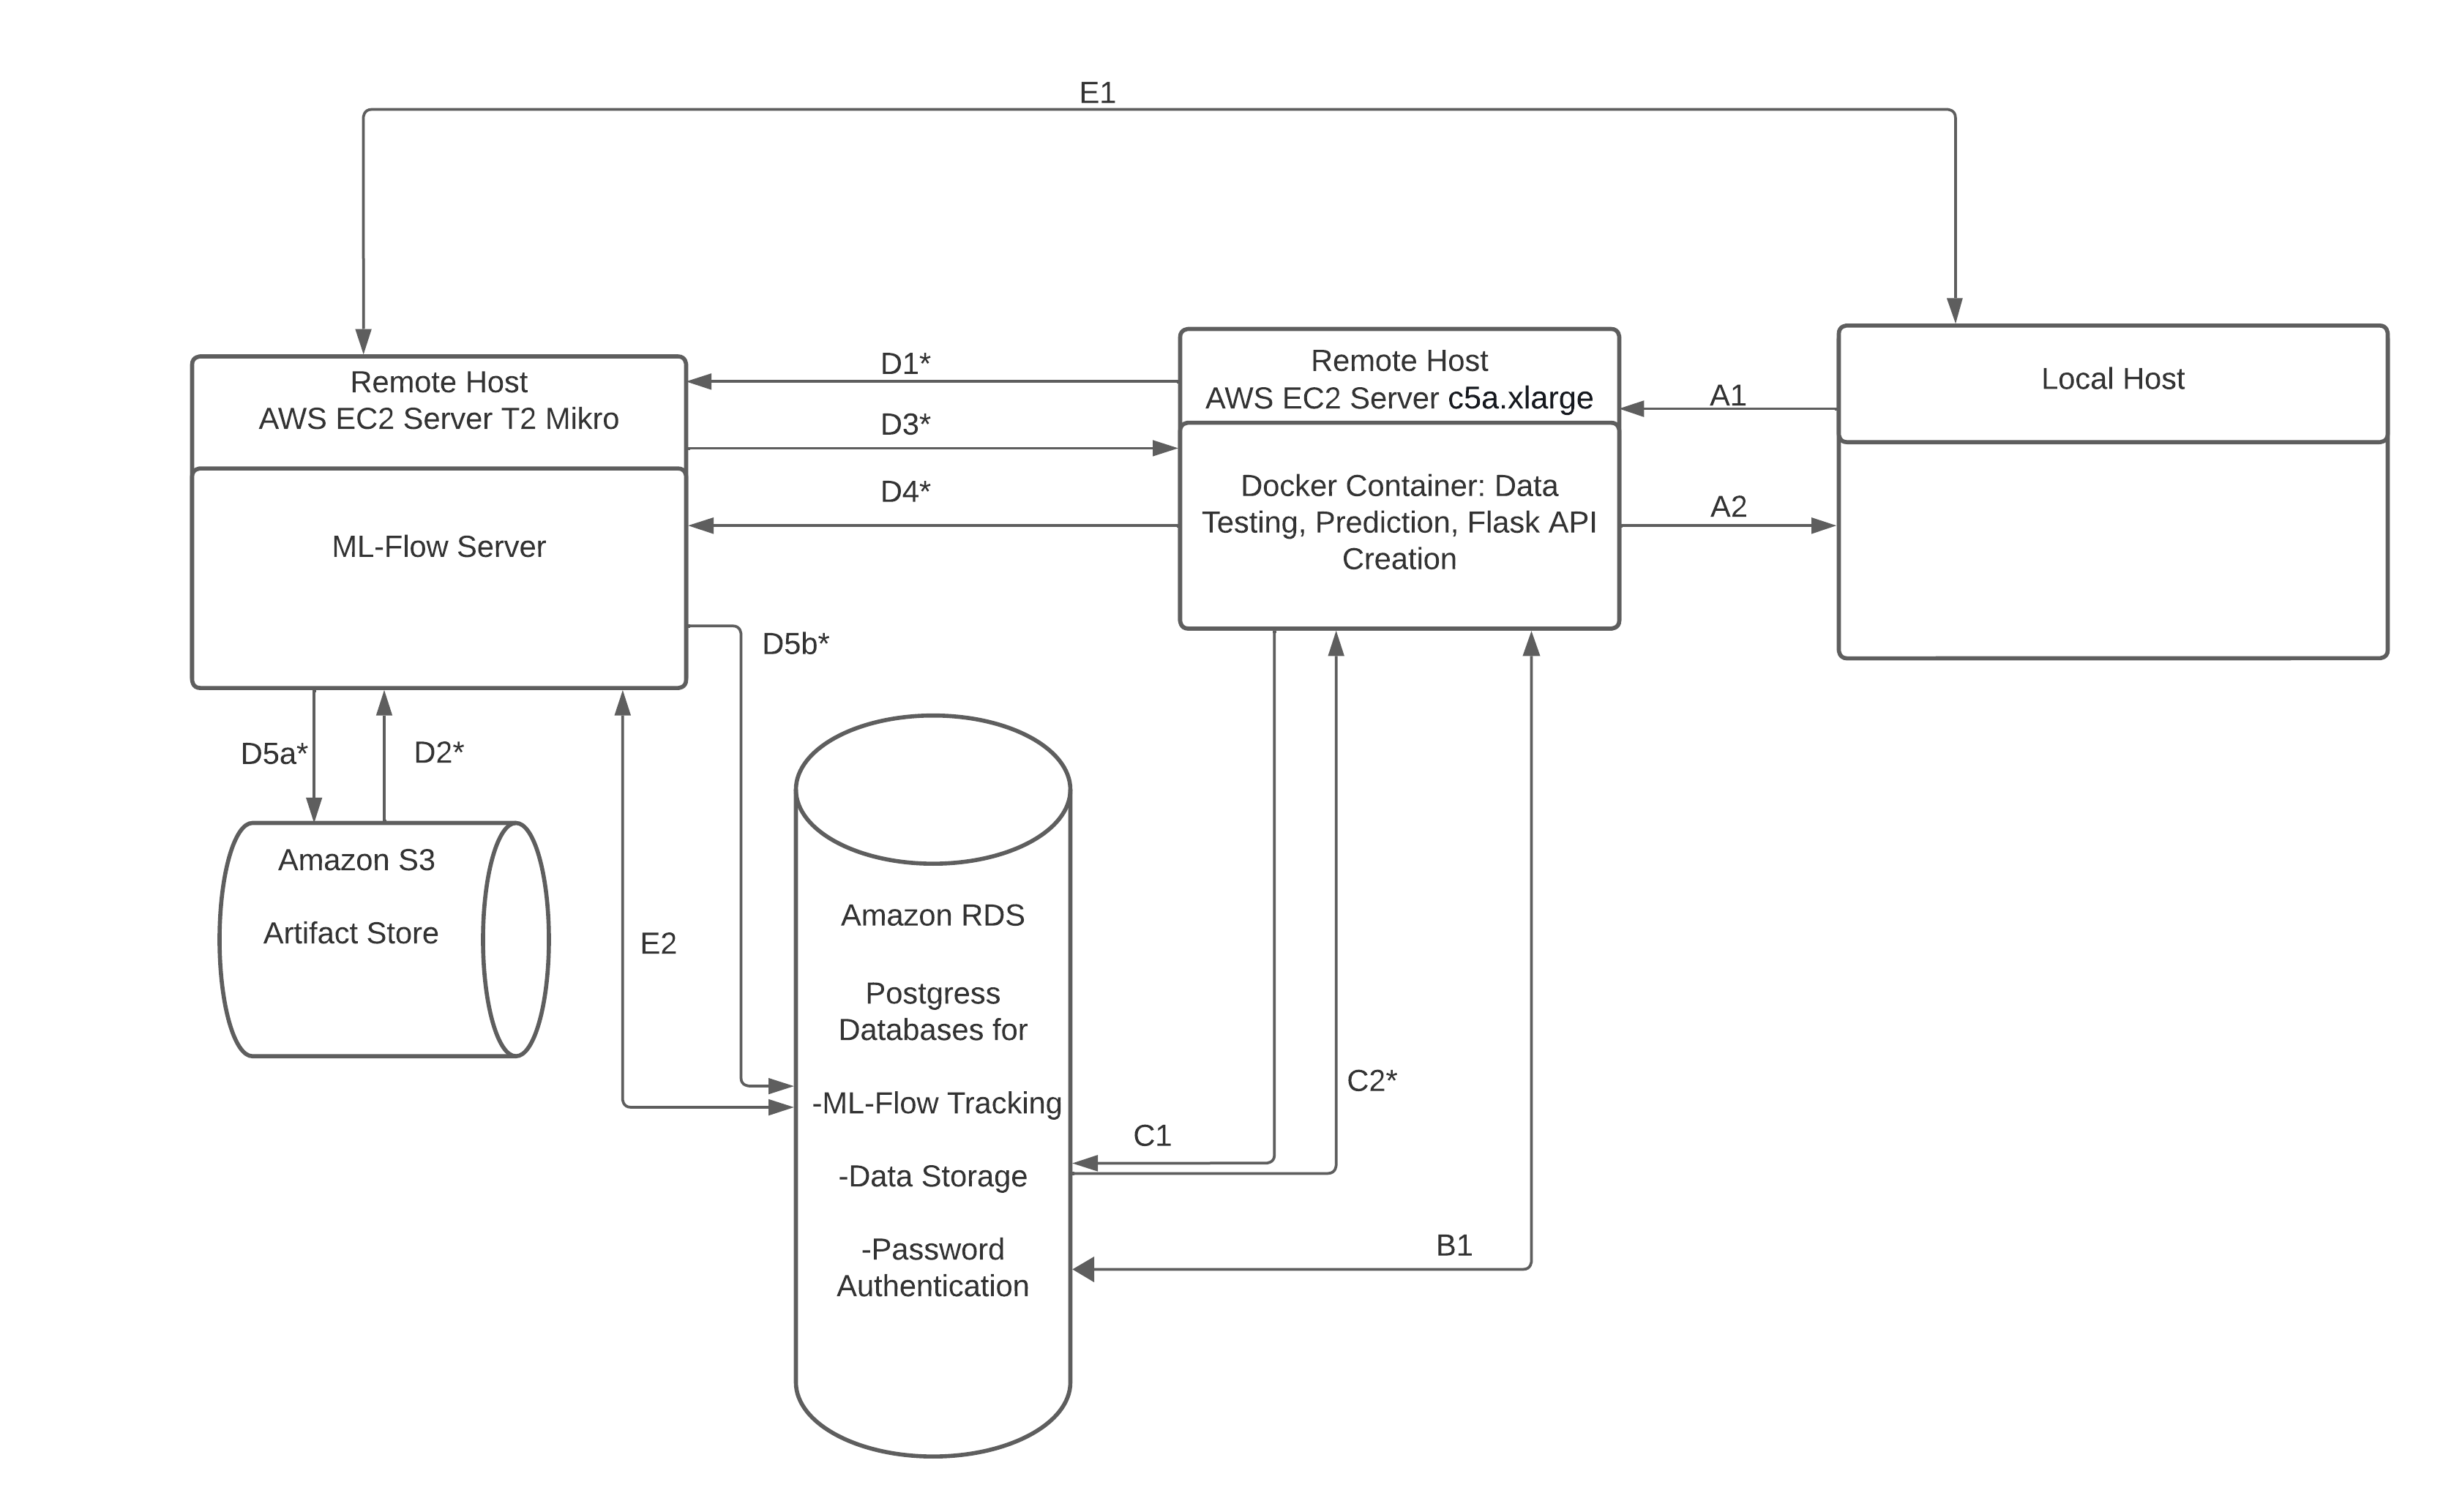 E1
Remote Host
AWS EC2 Server T2 Mikro
ML-Flow Server
D1*
D3*
D4*
Remote Host
AWS EC2 Server c5a.xlarge
Docker Container: Data
Testing, Prediction, Flask API
Creation
A1
A2
Local Host
D5b*
D5a*
D2*
Amazon S3
Artifact Store
E2
Amazon RDS
Postgress
Databases for
-ML-Flow Tracking
-Data Storage
-Password
Authentication
C1
C2*
B1